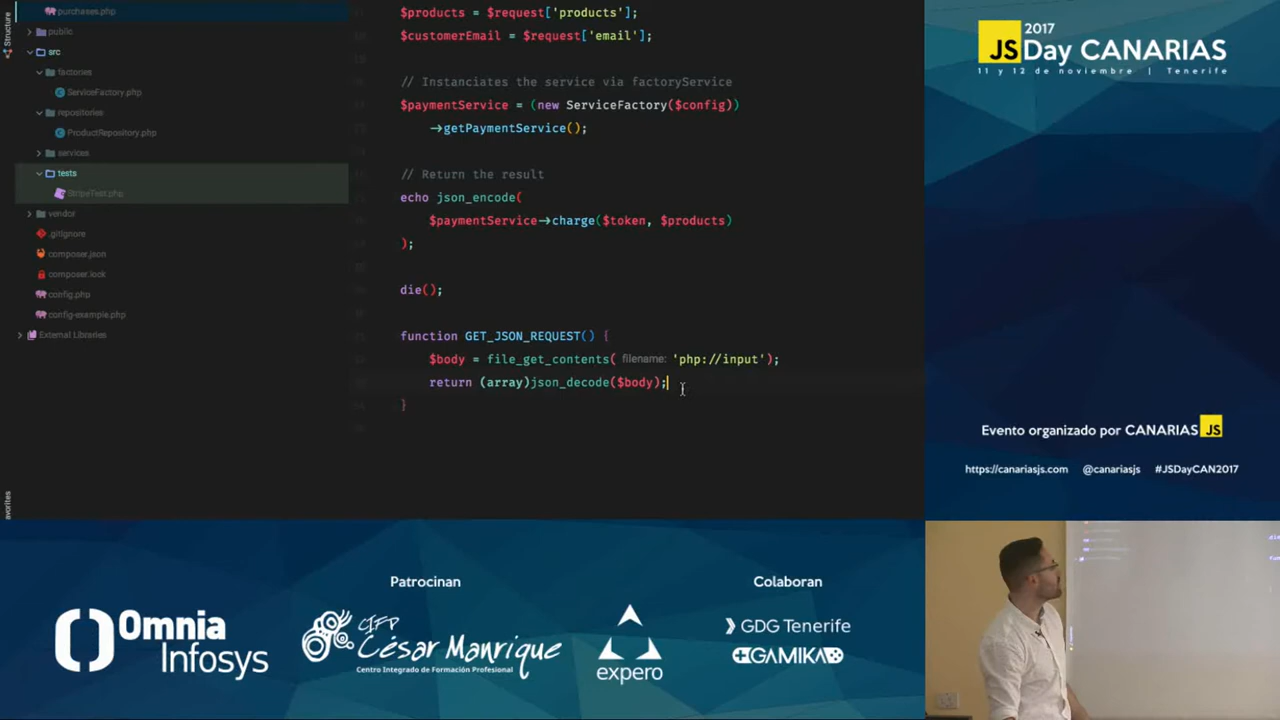 Structure
purchases.php
public
src
factories
ServiceFactory.php
repositories
ProductRepository.php
services
tests
StripeTest.php
vendor
.gitignore
composer.json
composer.lock
config.php
config-example.php
External Libraries
avorites
$products = $request['products'];
$customerEmail = $request['email'];
// Instanciates the service via factoryService
$paymentService = (new ServiceFactory($config))
->getPaymentService();
// Return the result
echo json_encode(
$paymentService->charge($token, $products)
);
die();
function GET_JSON_REQUEST() {
$body = file_get_contents( filename: 'php://input');
return (array)json_decode($body);
}
2017
JSDay CANARIAS
11 y 12 de noviembre | Tenerife
Evento organizado por CANARIAS JS
https://canariasjs.com @canariasjs #JSDayCAN2017
Patrocinan
Omnia
Infosys
CIFP
César Manrique
Centro Integrado de Formación Profesional
expero
Colaboran
GDG Tenerife
GAMIKA